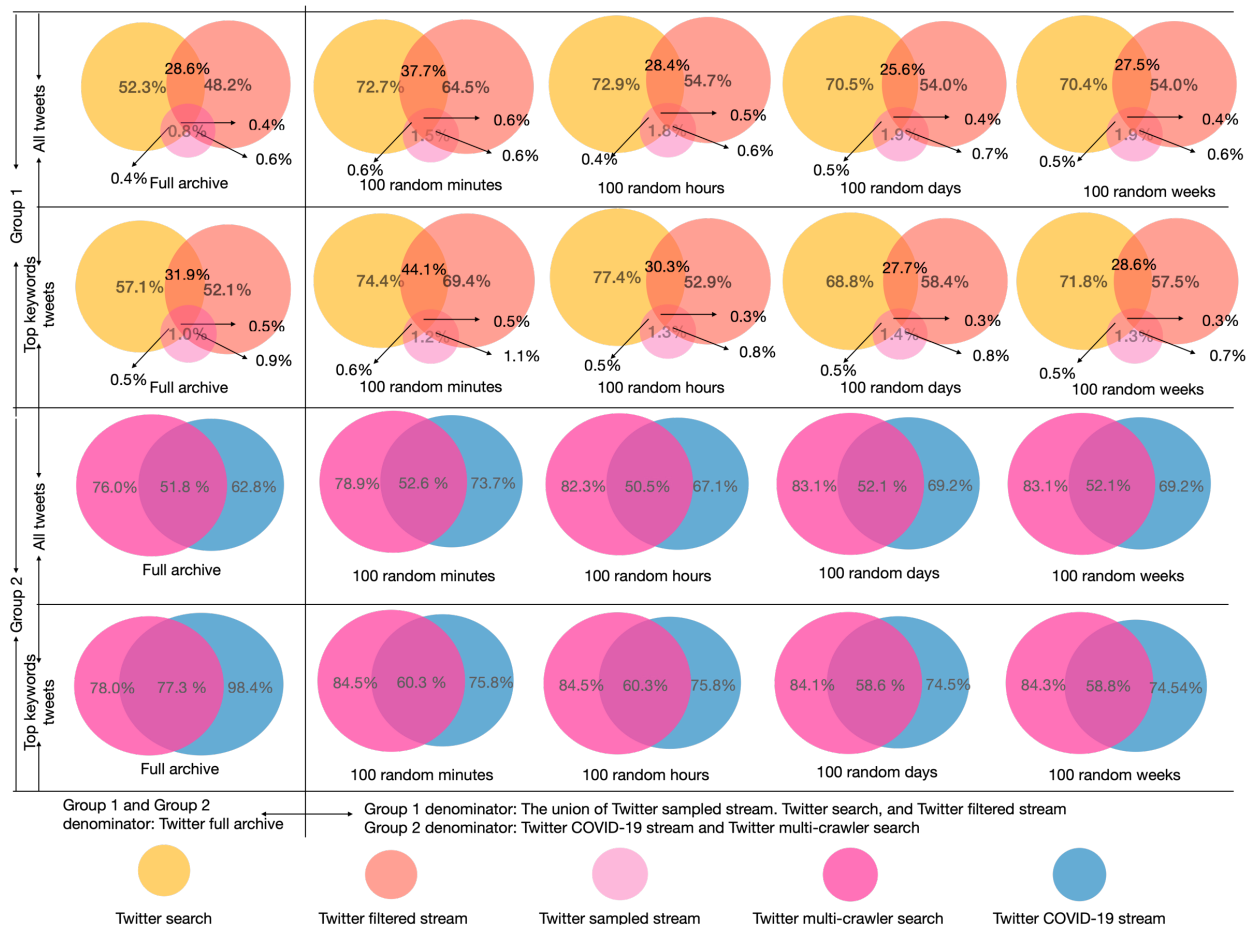 Group 1
All tweets
52.3%
28.6%
48.2%
0.8%
0.4%
0.6%
0.4%
Full archive
72.7%
37.7%
64.5%
1.5%
0.6%
0.6%
0.6%
100 random minutes
72.9%
28.4%
54.7%
1.8%
0.5%
0.6%
0.4%
100 random hours
70.5%
25.6%
54.0%
1.9%
0.4%
0.7%
0.5%
100 random days
70.4%
27.5%
54.0%
1.9%
0.4%
0.6%
0.5%
100 random weeks
Top keywords
tweets
57.1%
31.9%
52.1%
1.0%
0.5%
0.9%
0.5%
Full archive
74.4%
44.1%
69.4%
1.2%
0.5%
1.1%
0.6%
100 random minutes
77.4%
30.3%
52.9%
1.3%
0.3%
0.8%
0.5%
100 random hours
68.8%
27.7%
58.4%
1.4%
0.3%
0.8%
0.5%
100 random days
71.8%
28.6%
57.5%
1.3%
0.3%
0.7%
0.5%
100 random weeks
Group 2
All tweets
76.0%
51.8 %
62.8%
Full archive
78.9%
52.6 %
73.7%
100 random minutes
82.3%
50.5%
67.1%
100 random hours
83.1%
52.1 %
69.2%
100 random days
83.1%
52.1%
69.2%
100 random weeks
Top keywords
tweets
78.0%
77.3 %
98.4%
Full archive
84.5%
60.3 %
75.8%
100 random minutes
84.5%
60.3%
75.8%
100 random hours
84.1%
58.6 %
74.5%
100 random days
84.3%
58.8%
74.54%
100 random weeks
Group 1 and Group 2
denominator: Twitter full archive
Group 1 denominator: The union of Twitter sampled stream. Twitter search, and Twitter filtered stream
Group 2 denominator: Twitter COVID-19 stream and Twitter multi-crawler search
Twitter search
Twitter filtered stream
Twitter sampled stream
Twitter multi-crawler search
Twitter COVID-19 stream